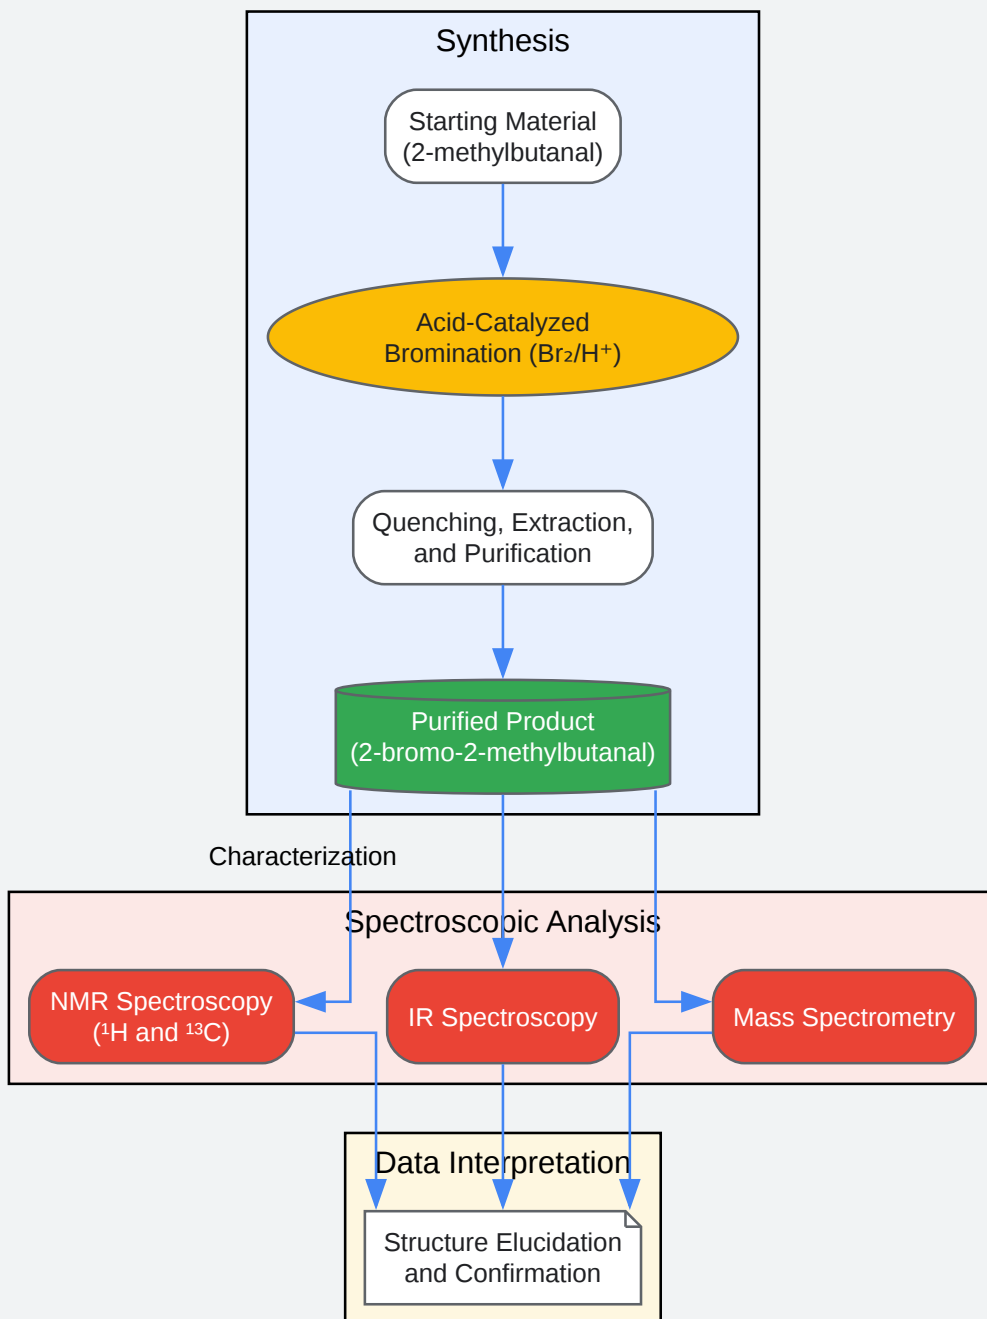 Synthesis
Starting Material
(2-methylbutanal)
Acid-Catalyzed
Bromination (Br₂/H⁺)
Quenching, Extraction,
and Purification
Purified Product
(2-bromo-2-methylbutanal)
Characterization
Spectroscopic Analysis
NMR Spectroscopy
(¹H and ¹³C)
IR Spectroscopy
Mass Spectrometry
Data Interpretation
Structure Elucidation
and Confirmation